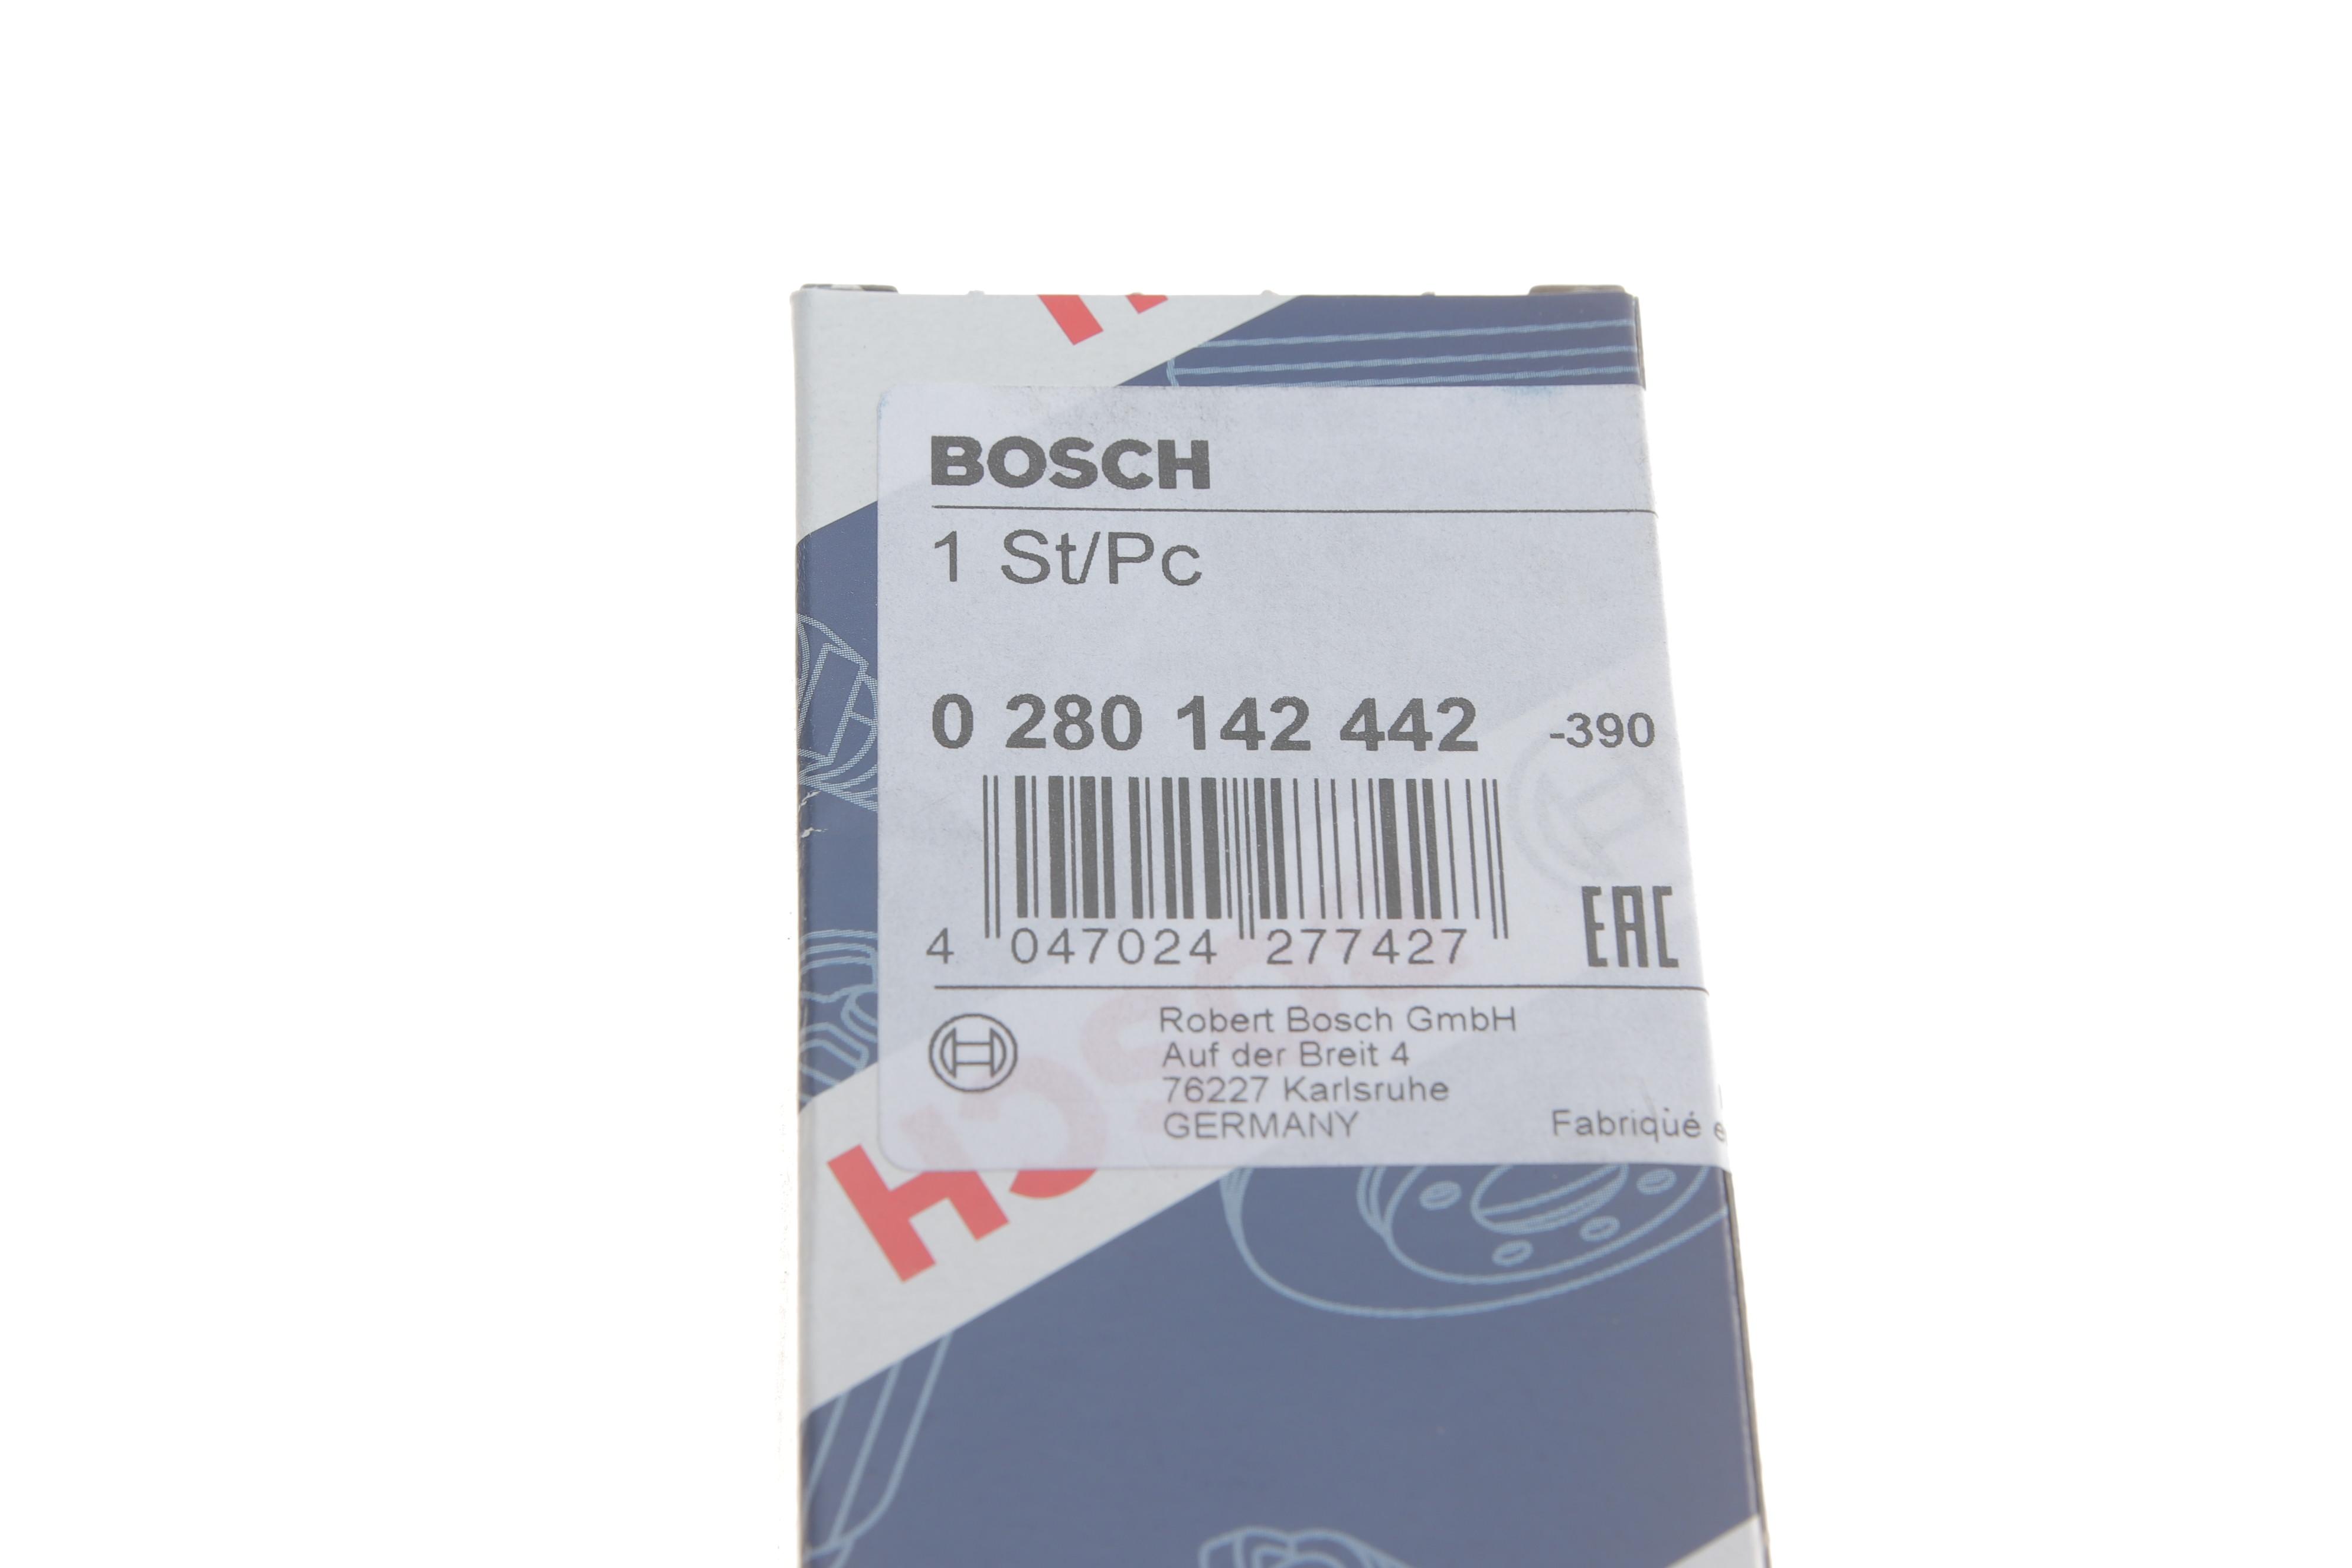 BOSCH
1 St/Pc
0 280 142 442 -390
4 047024 277427
EAC
Robert Bosch GmbH
Auf der Breit 4
76227 Karlsruhe
GERMANY
Fabriqué